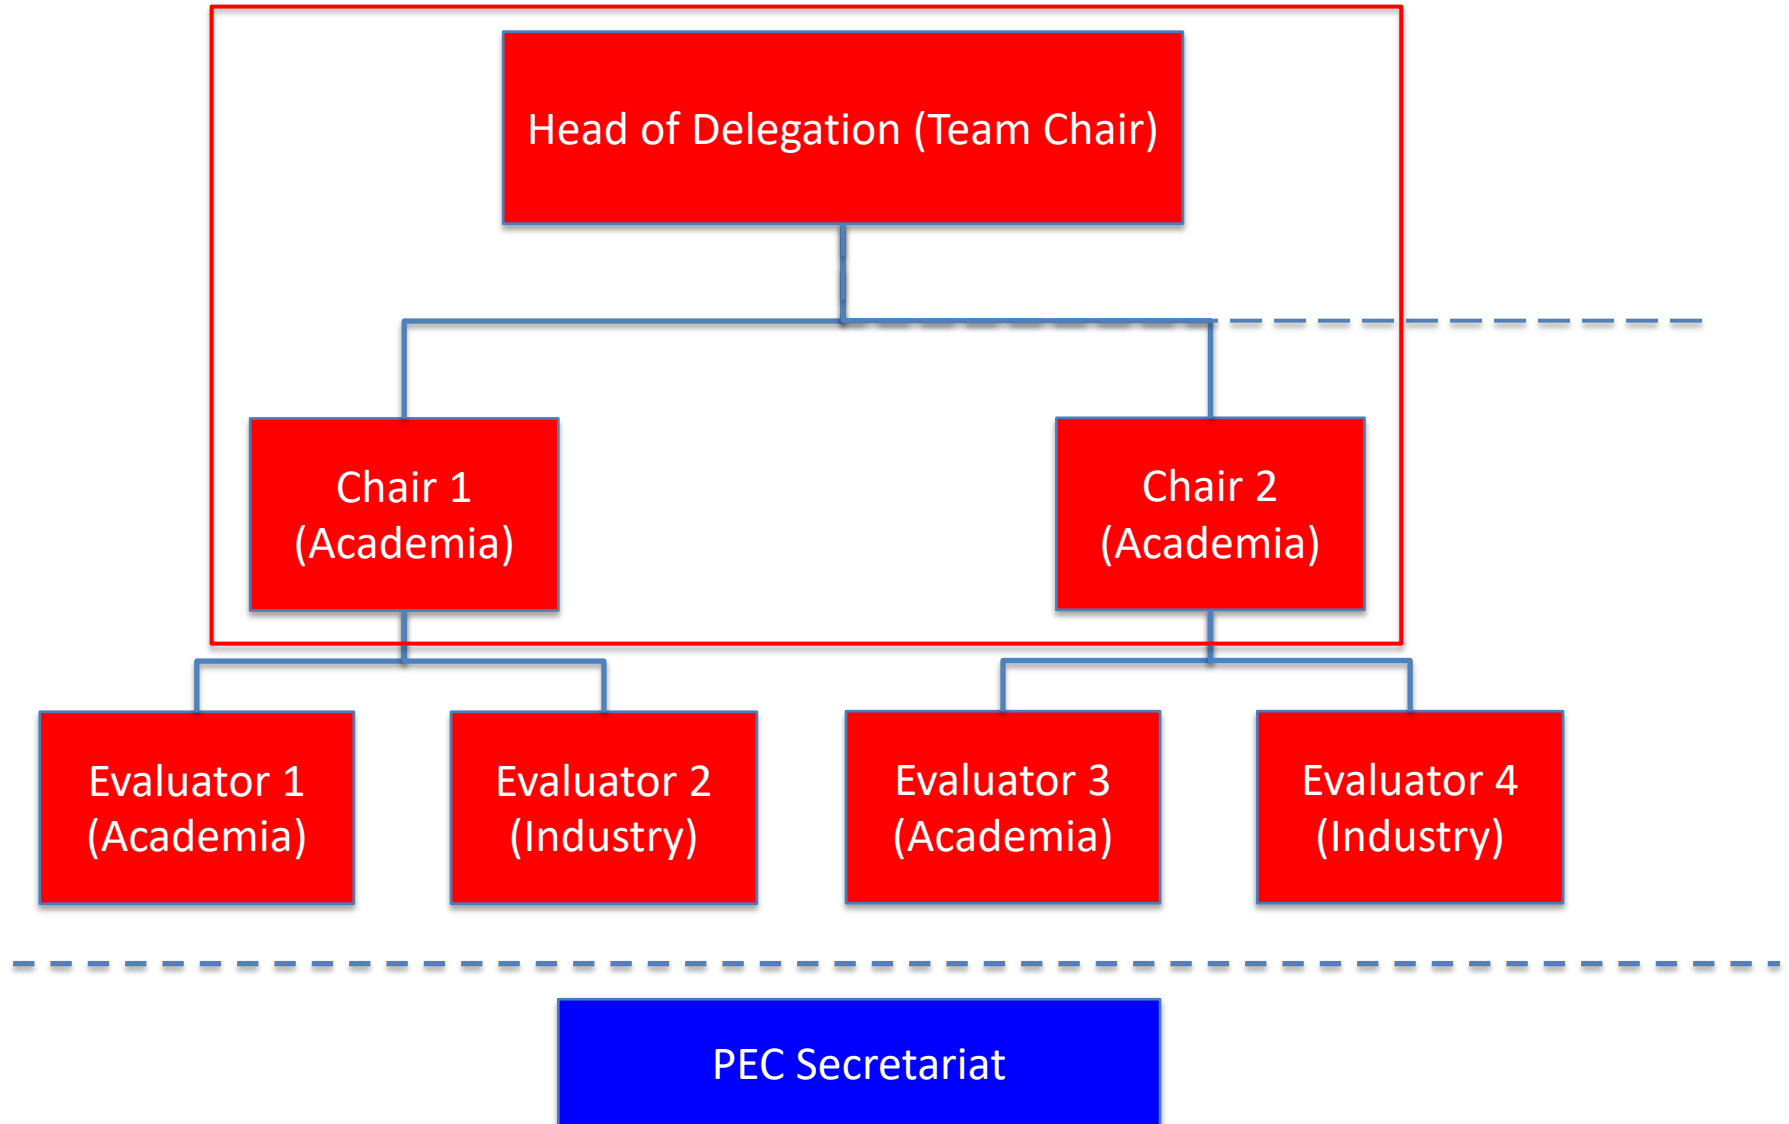 Head of Delegation (Team Chair)
Chair 1
(Academia)
Chair 2
(Academia)
Evaluator 1
(Academia)
Evaluator 2
(Industry)
Evaluator 3
(Academia)
Evaluator 4
(Industry)
PEC Secretariat